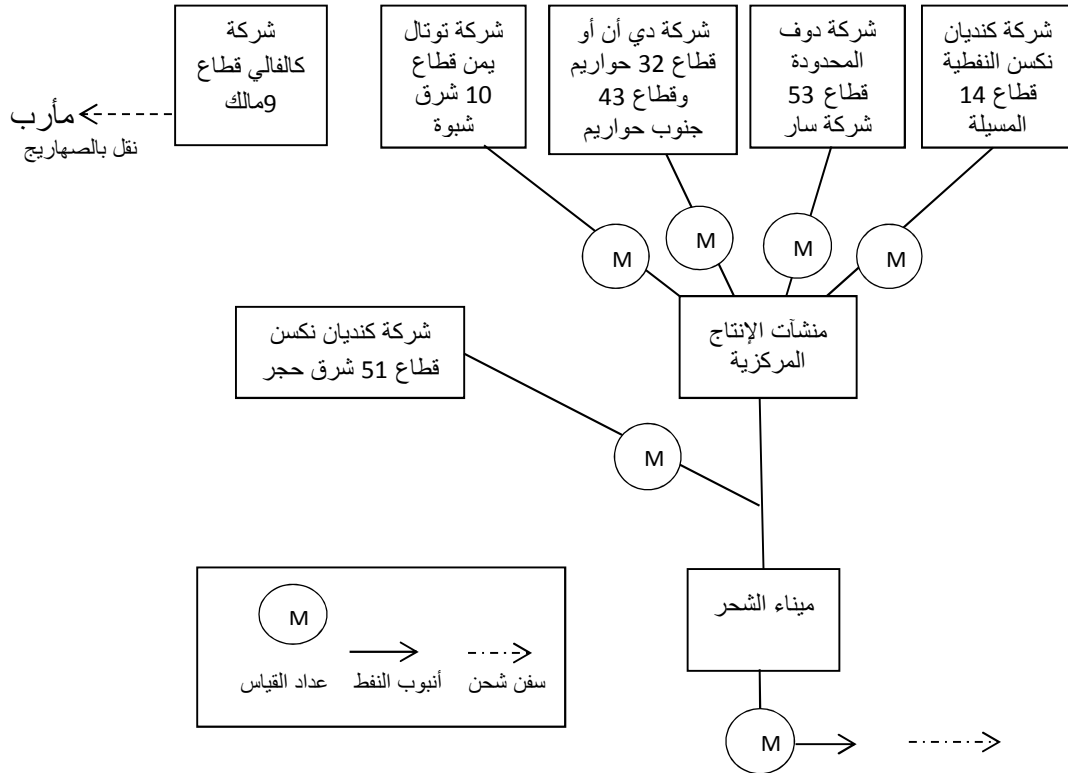 شركة كنديان
نكسن النفطية
قطاع 14
المسيلة
شركة دوف
المحدودة
قطاع 53
شركة سار
شركة دي أن أو
قطاع 32 حواريم
وقطاع 43
جنوب حواريم
شركة توتال
يمن قطاع
10 شرق
شبوة
شركة
كالفالي قطاع
9مالك
مأرب
نقل بالصهاريج
M
M
M
M
منشآت الإنتاج
المركزية
شركة كنديان نكسن
قطاع 51 شرق حجر
M
ميناء الشحر
M
M
سفن شحن
أنبوب النفط
عداد القياس